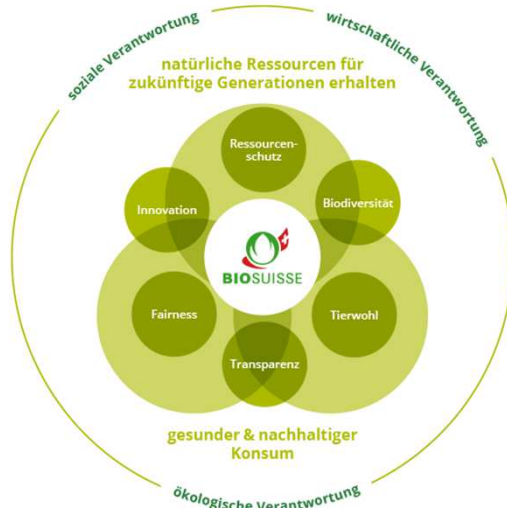 soziale Verantwortung
wirtschaftliche Verantwortung
natürliche Ressourcen für
zukünftige Generationen erhalten
Ressourcen-
schutz
Innovation
Biodiversität
BIOSUISSE
Fairness
Tierwohl
Transparenz
gesunder & nachhaltiger
Konsum
ökologische Verantwortung